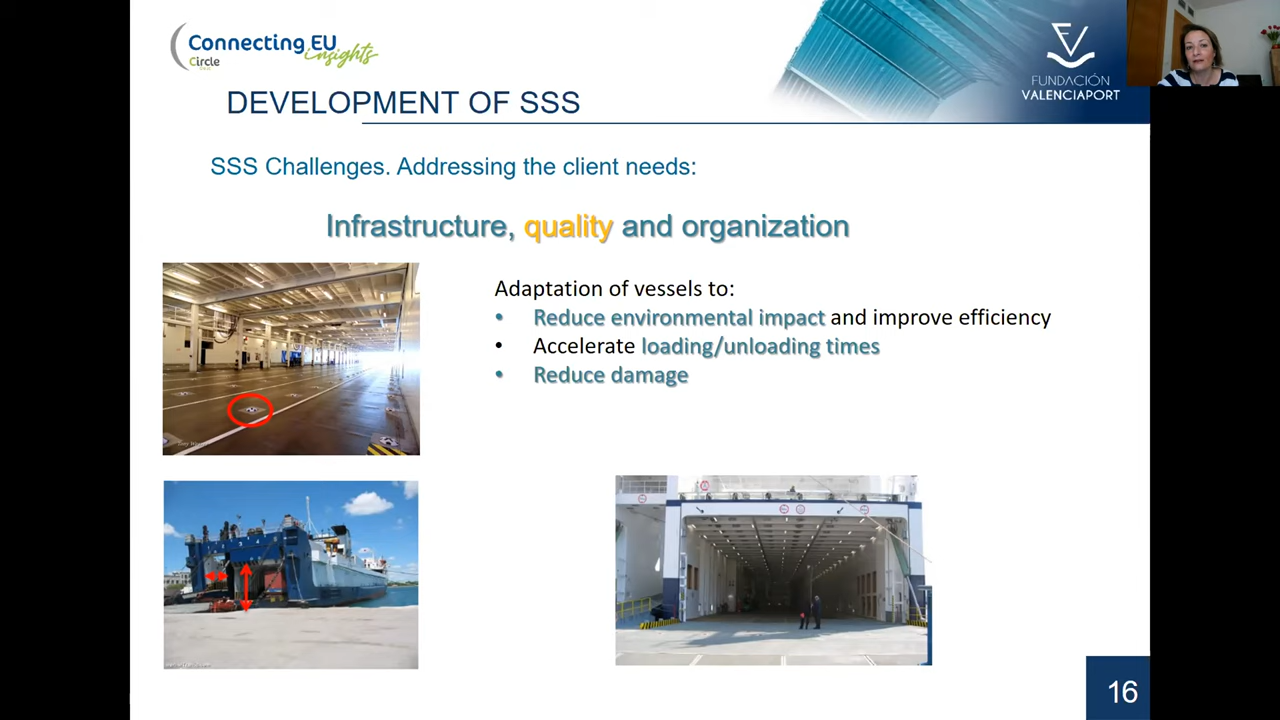 Connecting EU
insights
Circle
FUNDACIÓN
VALENCIAPORT
DEVELOPMENT OF SSS
SSS Challenges. Addressing the client needs:
Infrastructure, quality and organization
Adaptation of vessels to:
• Reduce environmental impact and improve efficiency
• Accelerate loading/unloading times
• Reduce damage
16